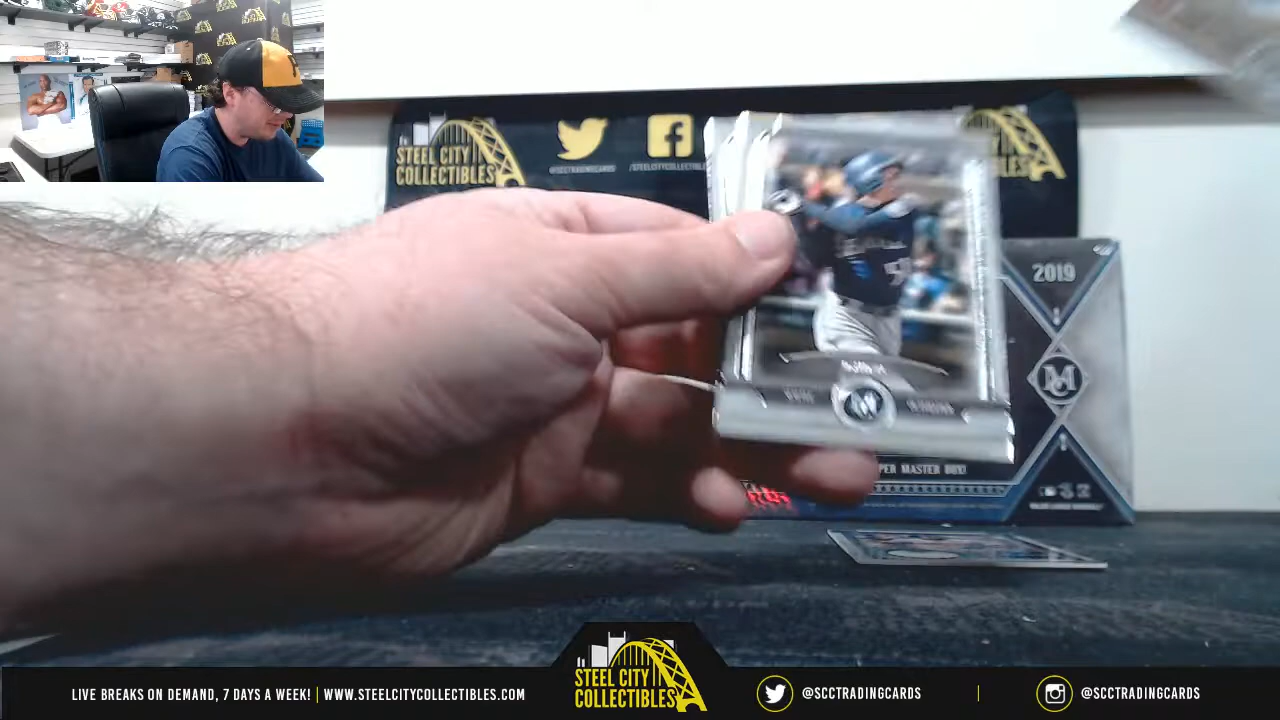 STEEL CITY
COLLECTIBLES
@SCCTRADINGCARDS
2019
PER MASTER BOX!
LIVE BREAKS ON DEMAND, 7 DAYS A WEEK! | WWW.STEELCITYCOLLECTIBLES.COM
STEEL CITY
COLLECTIBLES
@SCCTRADINGCARDS
@SCCTRADINGCARDS